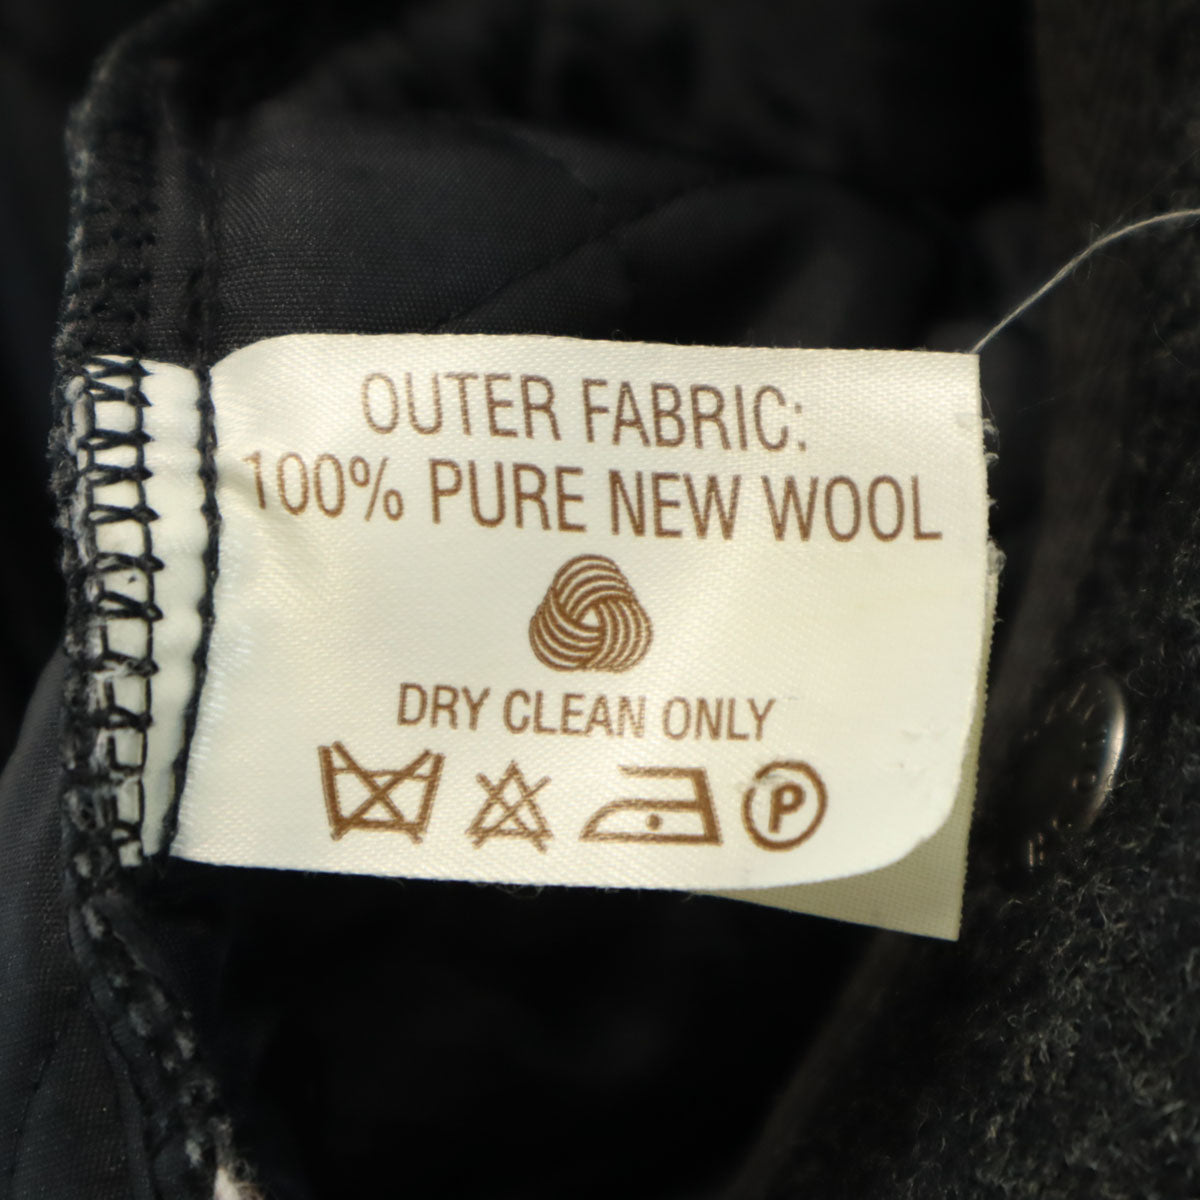 OUTER FABRIC:
100% PURE NEW WOOL
DRY CLEAN ONLY
P